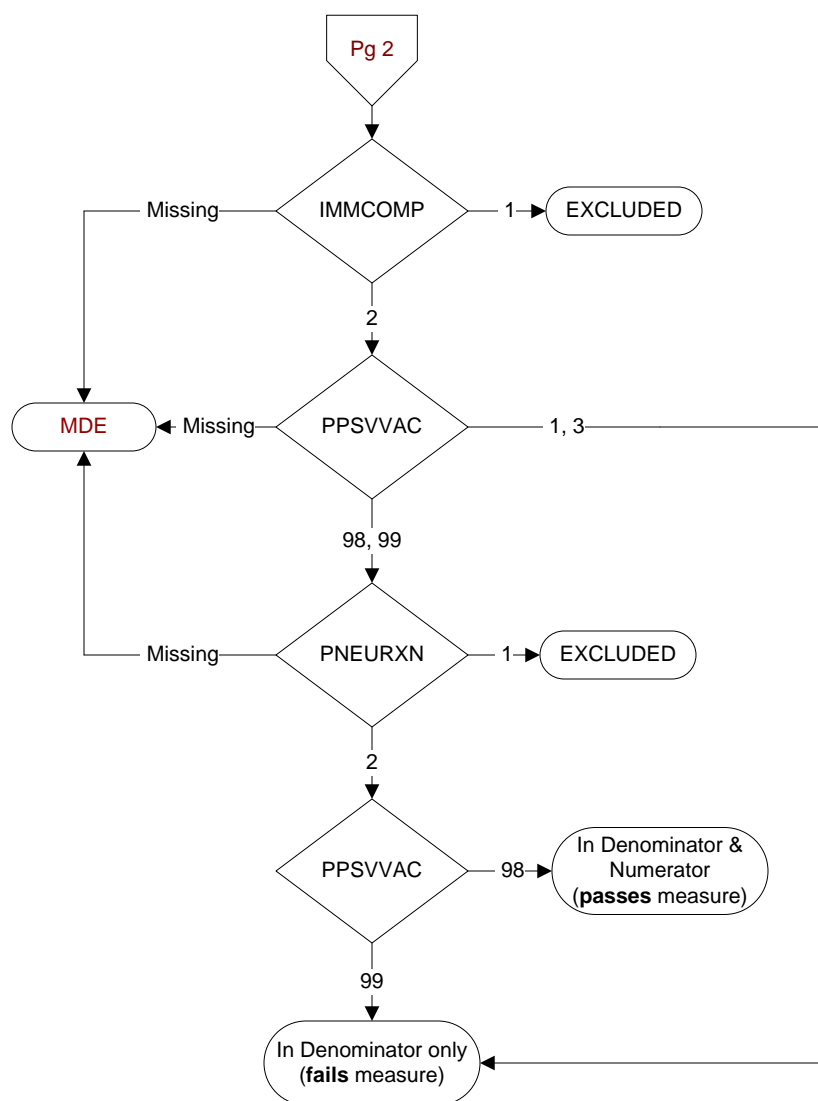 Pg 2
Missing
IMMCOMP
1
EXCLUDED
2
MDE
Missing
PPSVVAC
1, 3
98, 99
Missing
PNEURXN
1
EXCLUDED
2
PPSVVAC
98
In Denominator &
Numerator
(passes measure)
99
In Denominator only
(fails measure)